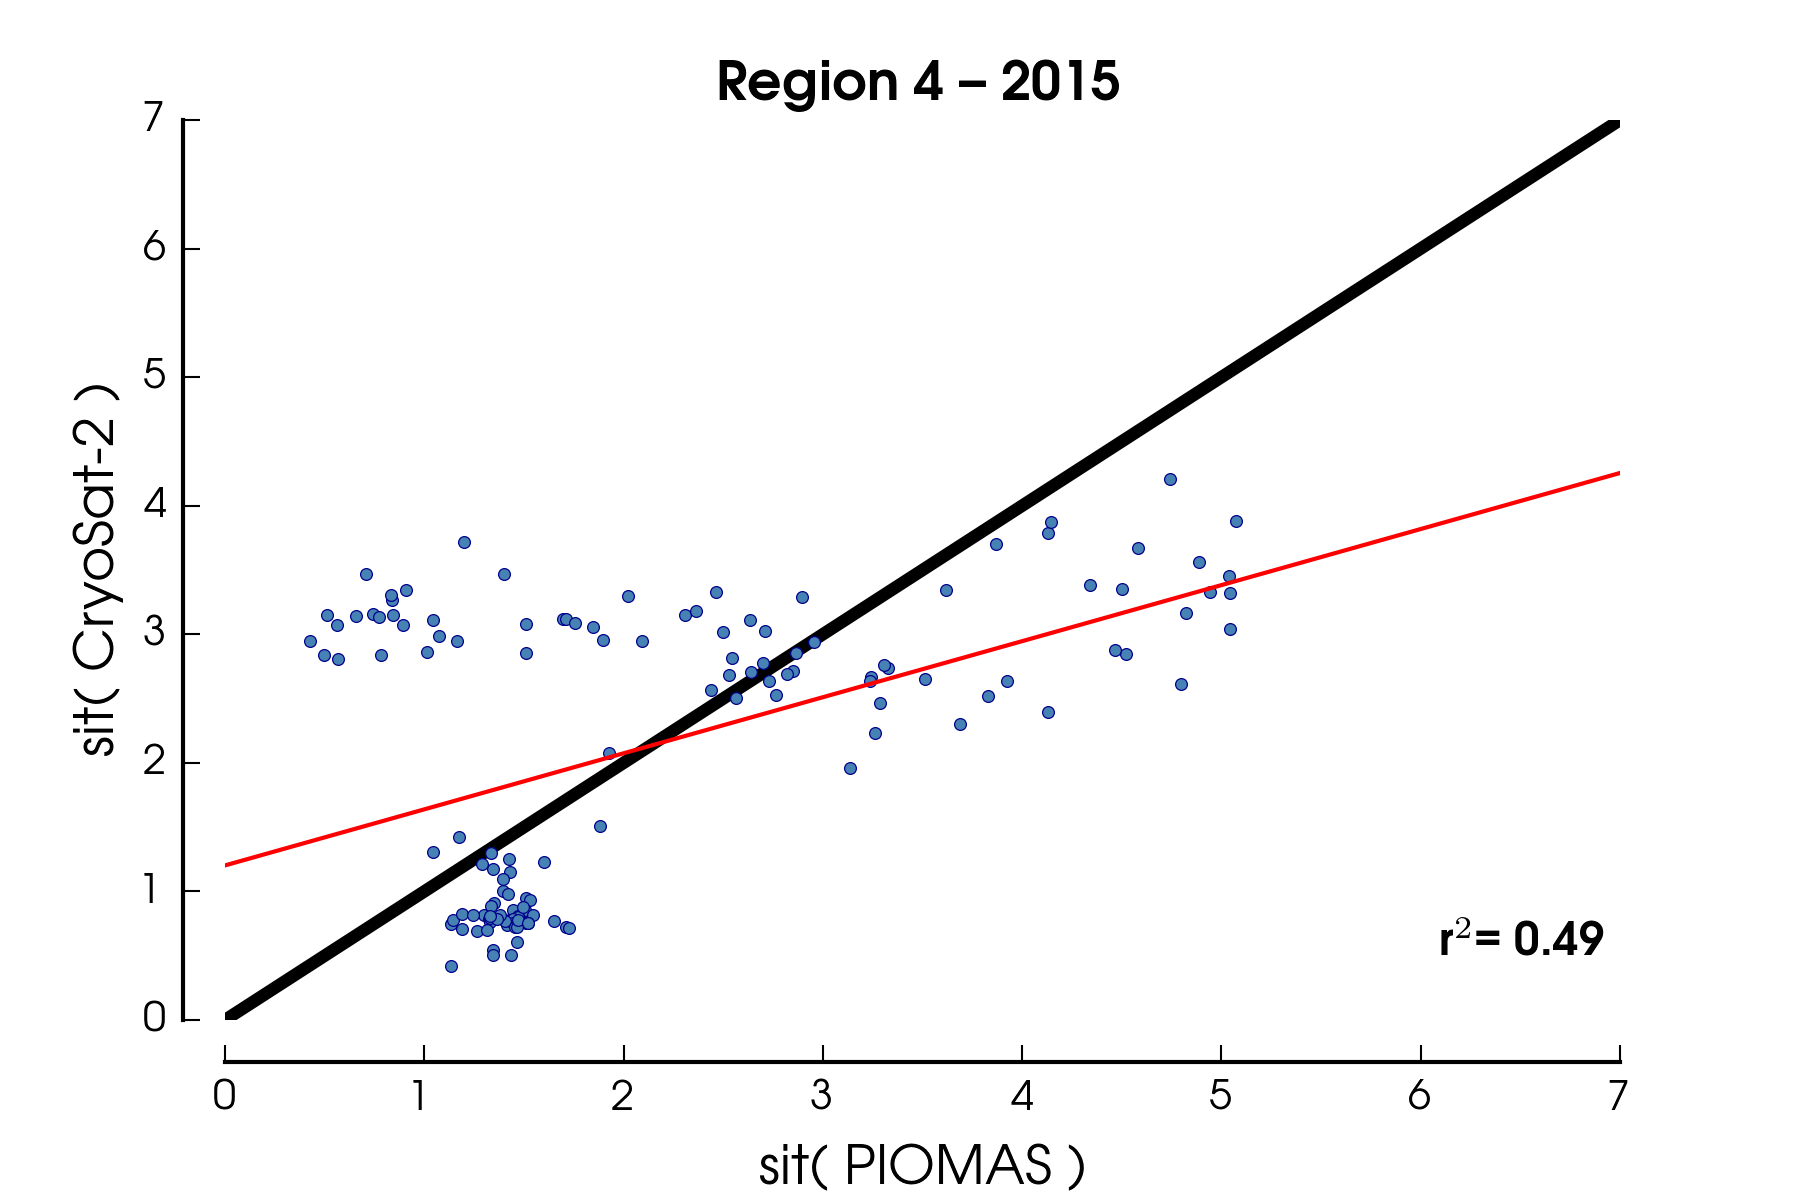 Region 4 – 2015
7
6
5
4
3
2
1
0
sit( CryoSat-2 )
r²= 0.49
0 1 2 3 4 5 6 7
sit( PIOMAS )